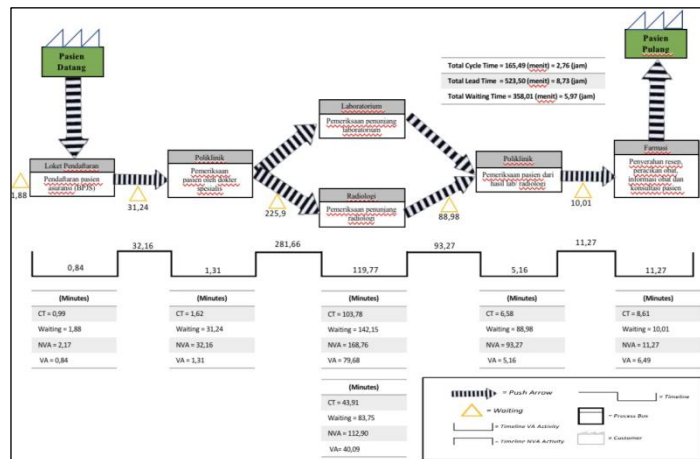 Pasien
Datang
Pasien
Pulang
Total Cycle Time = 165,49 (menit) = 2,76 (jam)
Total Lead Time = 523,50 (menit) = 8,73 (jam)
Total Waiting Time = 358,01 (menit) = 5,97 (jam)
Laboratorium
Pemeriksaan penunjang
laboratorium
Loket Pendaftaran
Pendaftaran pasien
asuransi (BPJS)
Poliklinik
Pemeriksaan
pasien oleh dokter
spesialis
Radiologi
Pemeriksaan penunjang
radiologi
Poliklinik
Pemeriksaan pasien dari
hasil lab/ radiologi
Farmasi
Penyerahan resep,
peracikan obat,
informasi obat dan
konsultasi pasien
1,88
31,24
225,9
88,98
10,01
32,16
281,66
93,27
11,27
0,84
1,31
119,77
5,16
11,27
(Minutes)
CT = 0,99
Waiting = 1,88
NVA = 2,17
VA = 0,84
(Minutes)
CT = 1,62
Waiting = 31,24
NVA = 32,16
VA = 1,31
(Minutes)
CT = 103,78
Waiting = 142,15
NVA = 168,76
VA = 79,68
(Minutes)
CT = 6,58
Waiting = 88,98
NVA = 93,27
VA = 5,16
(Minutes)
CT = 8,61
Waiting = 10,01
NVA = 11,27
VA = 6,49
(Minutes)
CT = 43,91
Waiting = 83,75
NVA = 112,90
VA= 40,09
= Push Arrow
= Waiting
= Timeline VA Activity
= Timeline NVA Activity
= Timeline
= Process Box
= Customer